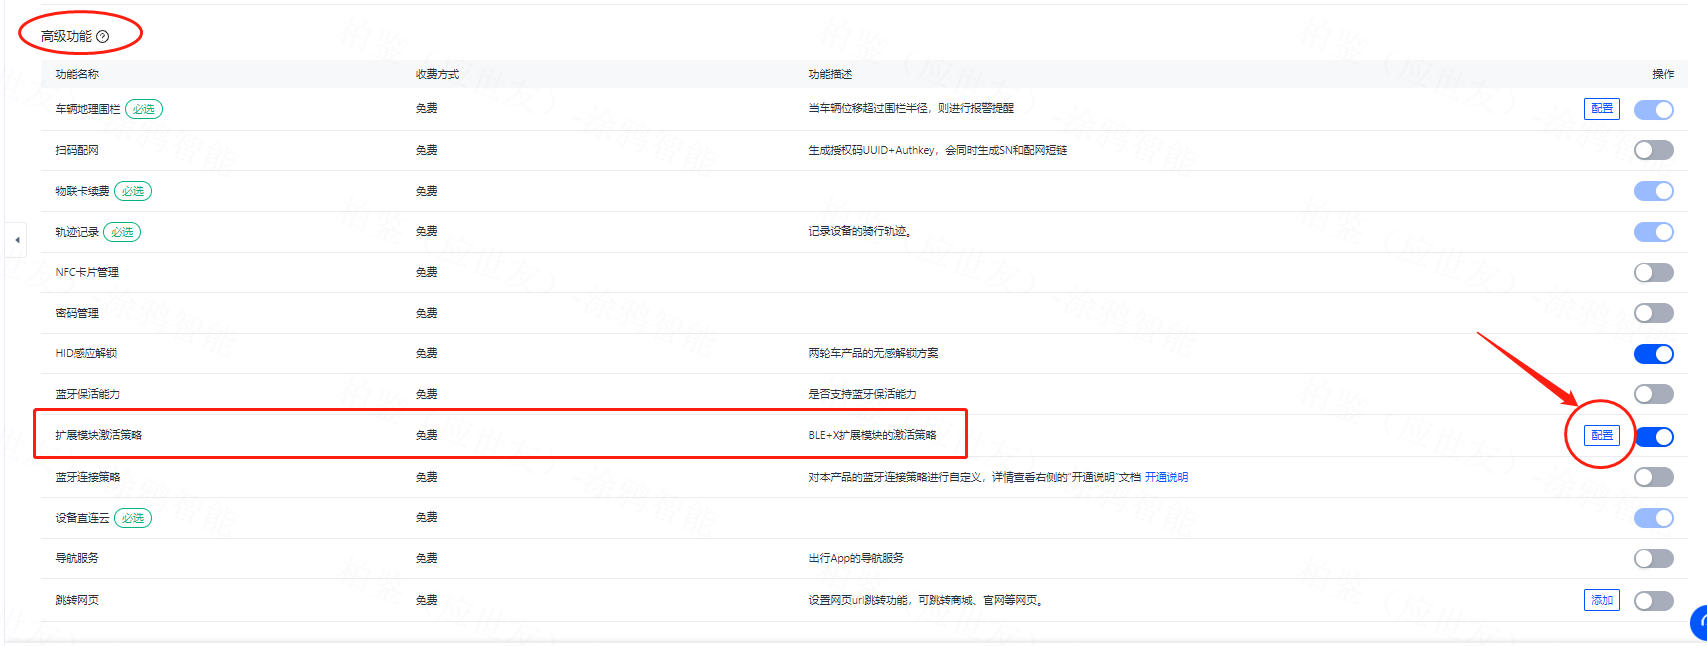 高级功能
功能名称 收费方式 功能描述 操作
车辆地理围栏 必选 免费 当车辆位移超过围栏半径，则进行报警提醒 配置
扫码配网 免费 生成授权码UUID+Authkey，会同时生成SN和配网短链
物联卡续费 必选 免费
轨迹记录 必选 免费 记录设备的骑行轨迹。
NFC卡片管理 免费
密码管理 免费
HID感应解锁 免费 两轮车产品的无感解锁方案
蓝牙保活能力 免费 是否支持蓝牙保活能力
扩展模块激活策略 免费 BLE+X扩展模块的激活策略 配置
蓝牙连接策略 免费 对本产品的蓝牙连接策略进行自定义，详情查看右侧的“开通说明”文档 开通说明
设备直连云 必选 免费
导航服务 免费 出行App的导航服务
跳转网页 免费 设置网页url跳转功能，可跳转商城、官网等网页。 添加
柏鉴（应世友）-涂鸦智能